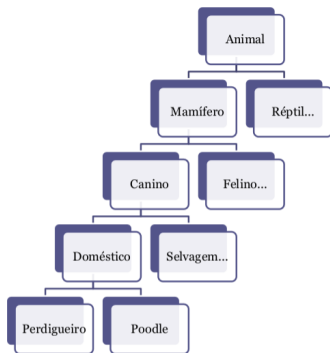 Animal
Mamífero
Réptil...
Canino
Felino...
Doméstico
Selvagem...
Perdigueiro
Poodle